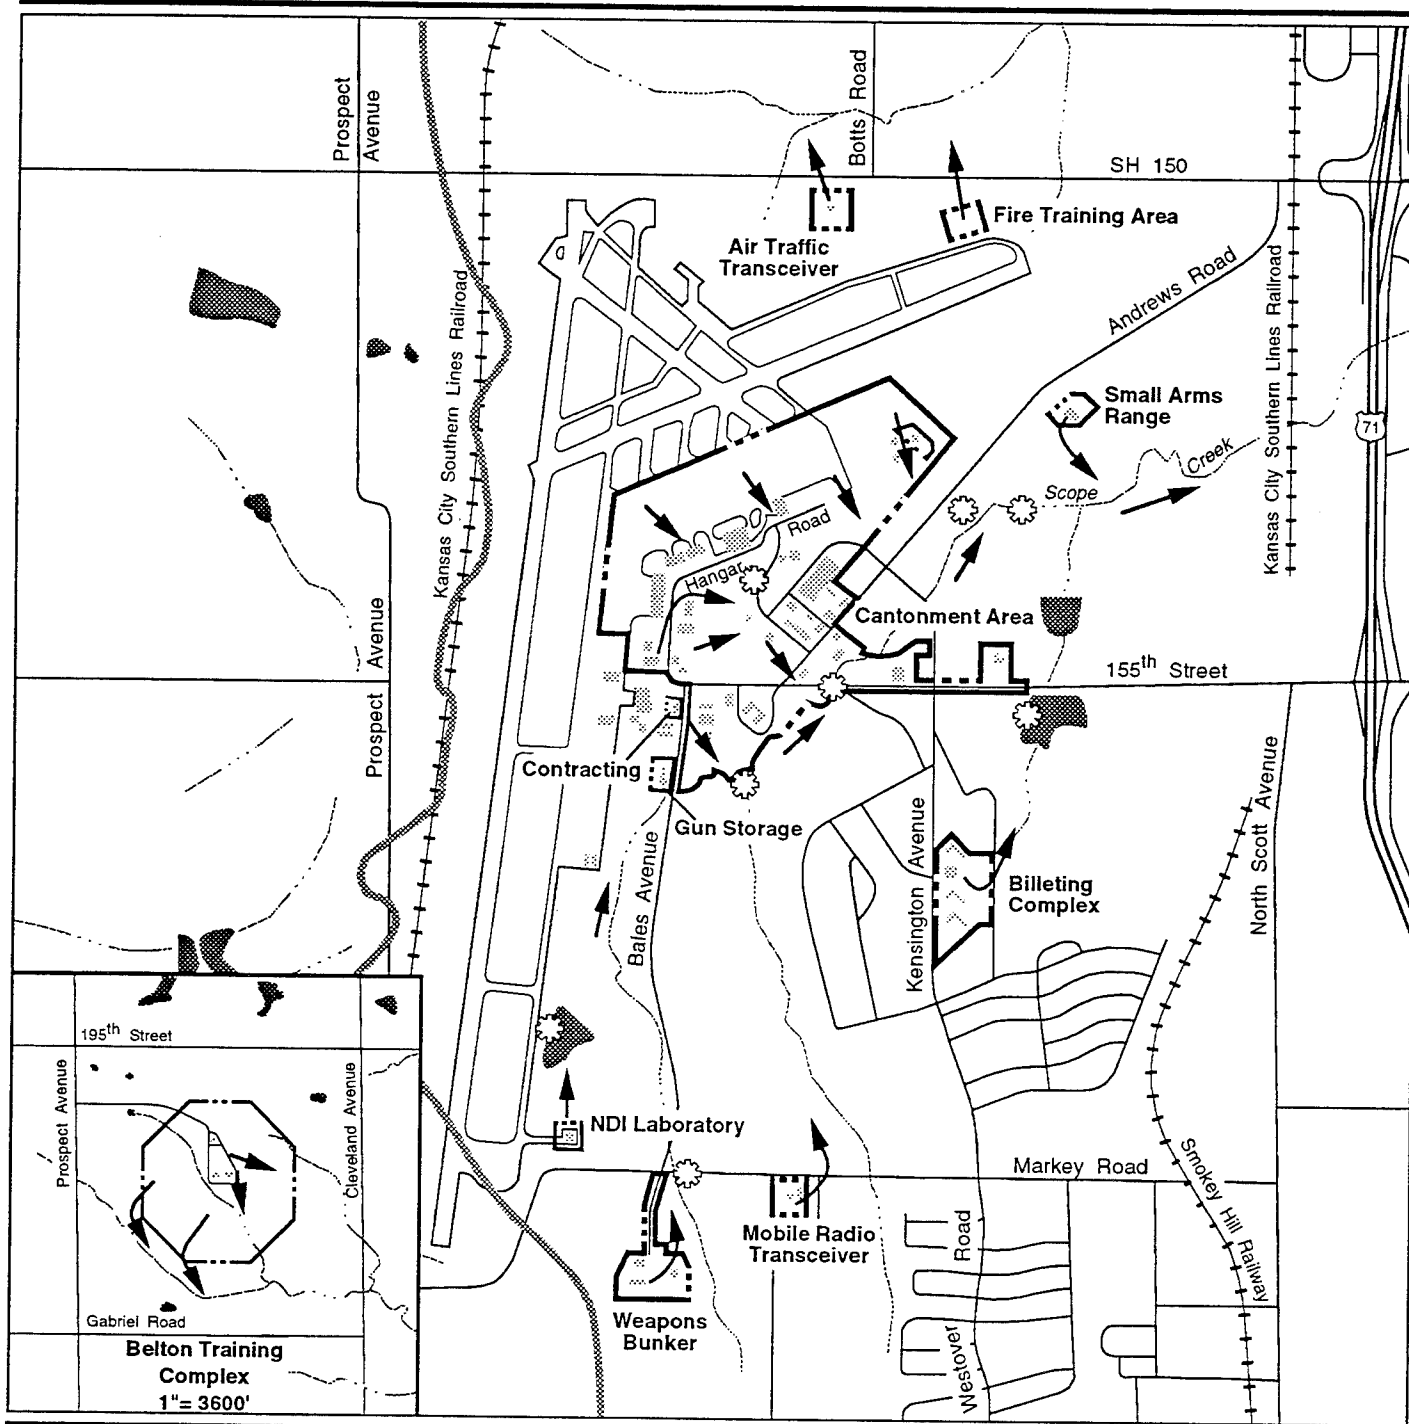 Prospect
Avenue
Botts Road
SH 150
Air Traffic
Transceiver
Fire Training Area
Kansas City Southern Lines Railroad
Andrews Road
Kansas City Southern Lines Railroad
71
Small Arms
Range
Scope
Creek
Hangar
Road
Cantonment Area
155th Street
Prospect
Avenue
Contracting
Gun Storage
Bales Avenue
Kensington Avenue
Billeting
Complex
North Scott Avenue
195th Street
Prospect Avenue
Cleveland Avenue
Gabriel Road
Belton Training
Complex
1"= 3600'
NDI Laboratory
Markey Road
Mobile Radio
Transceiver
Weapons
Bunker
Westover
Road
Smokey Hill Railway